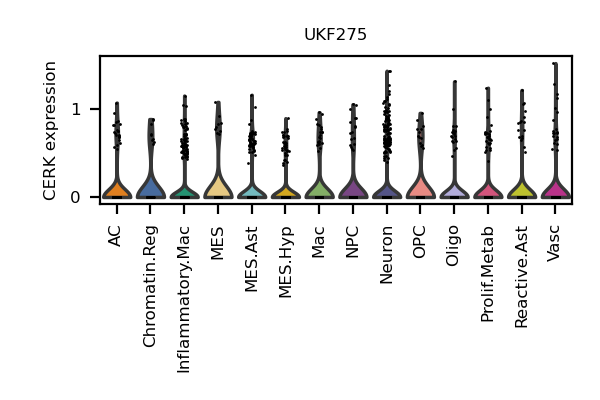 UKF275
CERK expression
1
0
AC
Chromatin.Reg
Inflammatory.Mac
MES
MES.Ast
MES.Hyp
Mac
NPC
Neuron
OPC
Oligo
Prolif.Metab
Reactive.Ast
Vasc